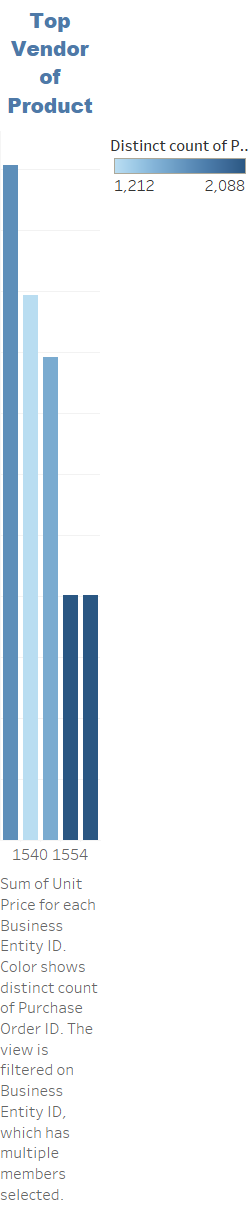 Top
Vendor
of
Product
Distinct count of P..
1,212 2,088
1540 1554
Sum of Unit
Price for each
Business
Entity ID.
Color shows
distinct count
of Purchase
Order ID. The
view is
filtered on
Business
Entity ID,
which has
multiple
members
selected.